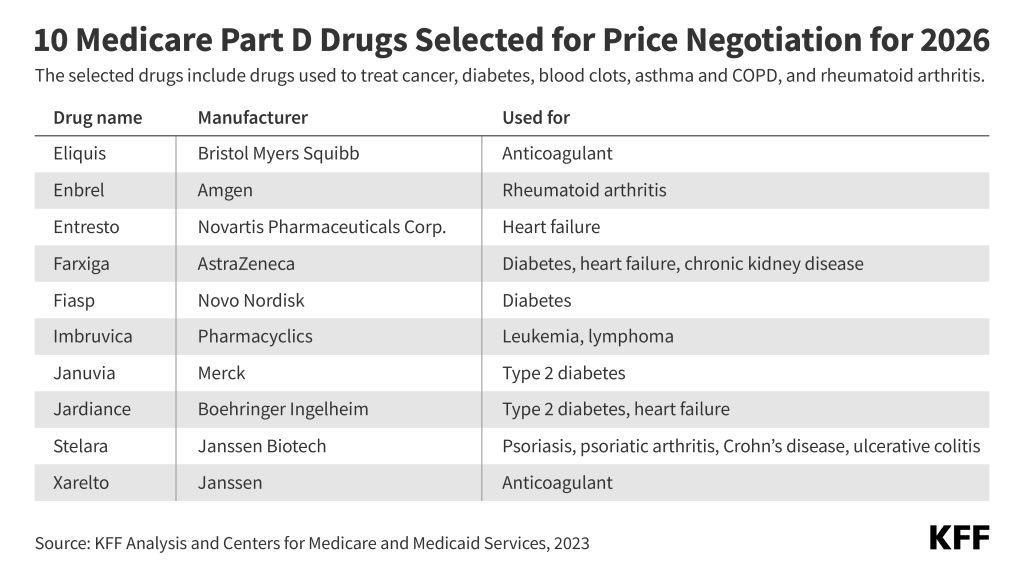 10 Medicare Part D Drugs Selected for Price Negotiation for 2026
The selected drugs include drugs used to treat cancer, diabetes, blood clots, asthma and COPD, and rheumatoid arthritis.
Drug name Manufacturer Used for
Eliquis Bristol Myers Squibb Anticoagulant
Enbrel Amgen Rheumatoid arthritis
Entresto Novartis Pharmaceuticals Corp. Heart failure
Farxiga AstraZeneca Diabetes, heart failure, chronic kidney disease
Fiasp Novo Nordisk Diabetes
Imbruvica Pharmacyclics Leukemia, lymphoma
Januvia Merck Type 2 diabetes
Jardiance Boehringer Ingelheim Type 2 diabetes, heart failure
Stelara Janssen Biotech Psoriasis, psoriatic arthritis, Crohn’s disease, ulcerative colitis
Xarelto Janssen Anticoagulant
Source: KFF Analysis and Centers for Medicare and Medicaid Services, 2023
KFF